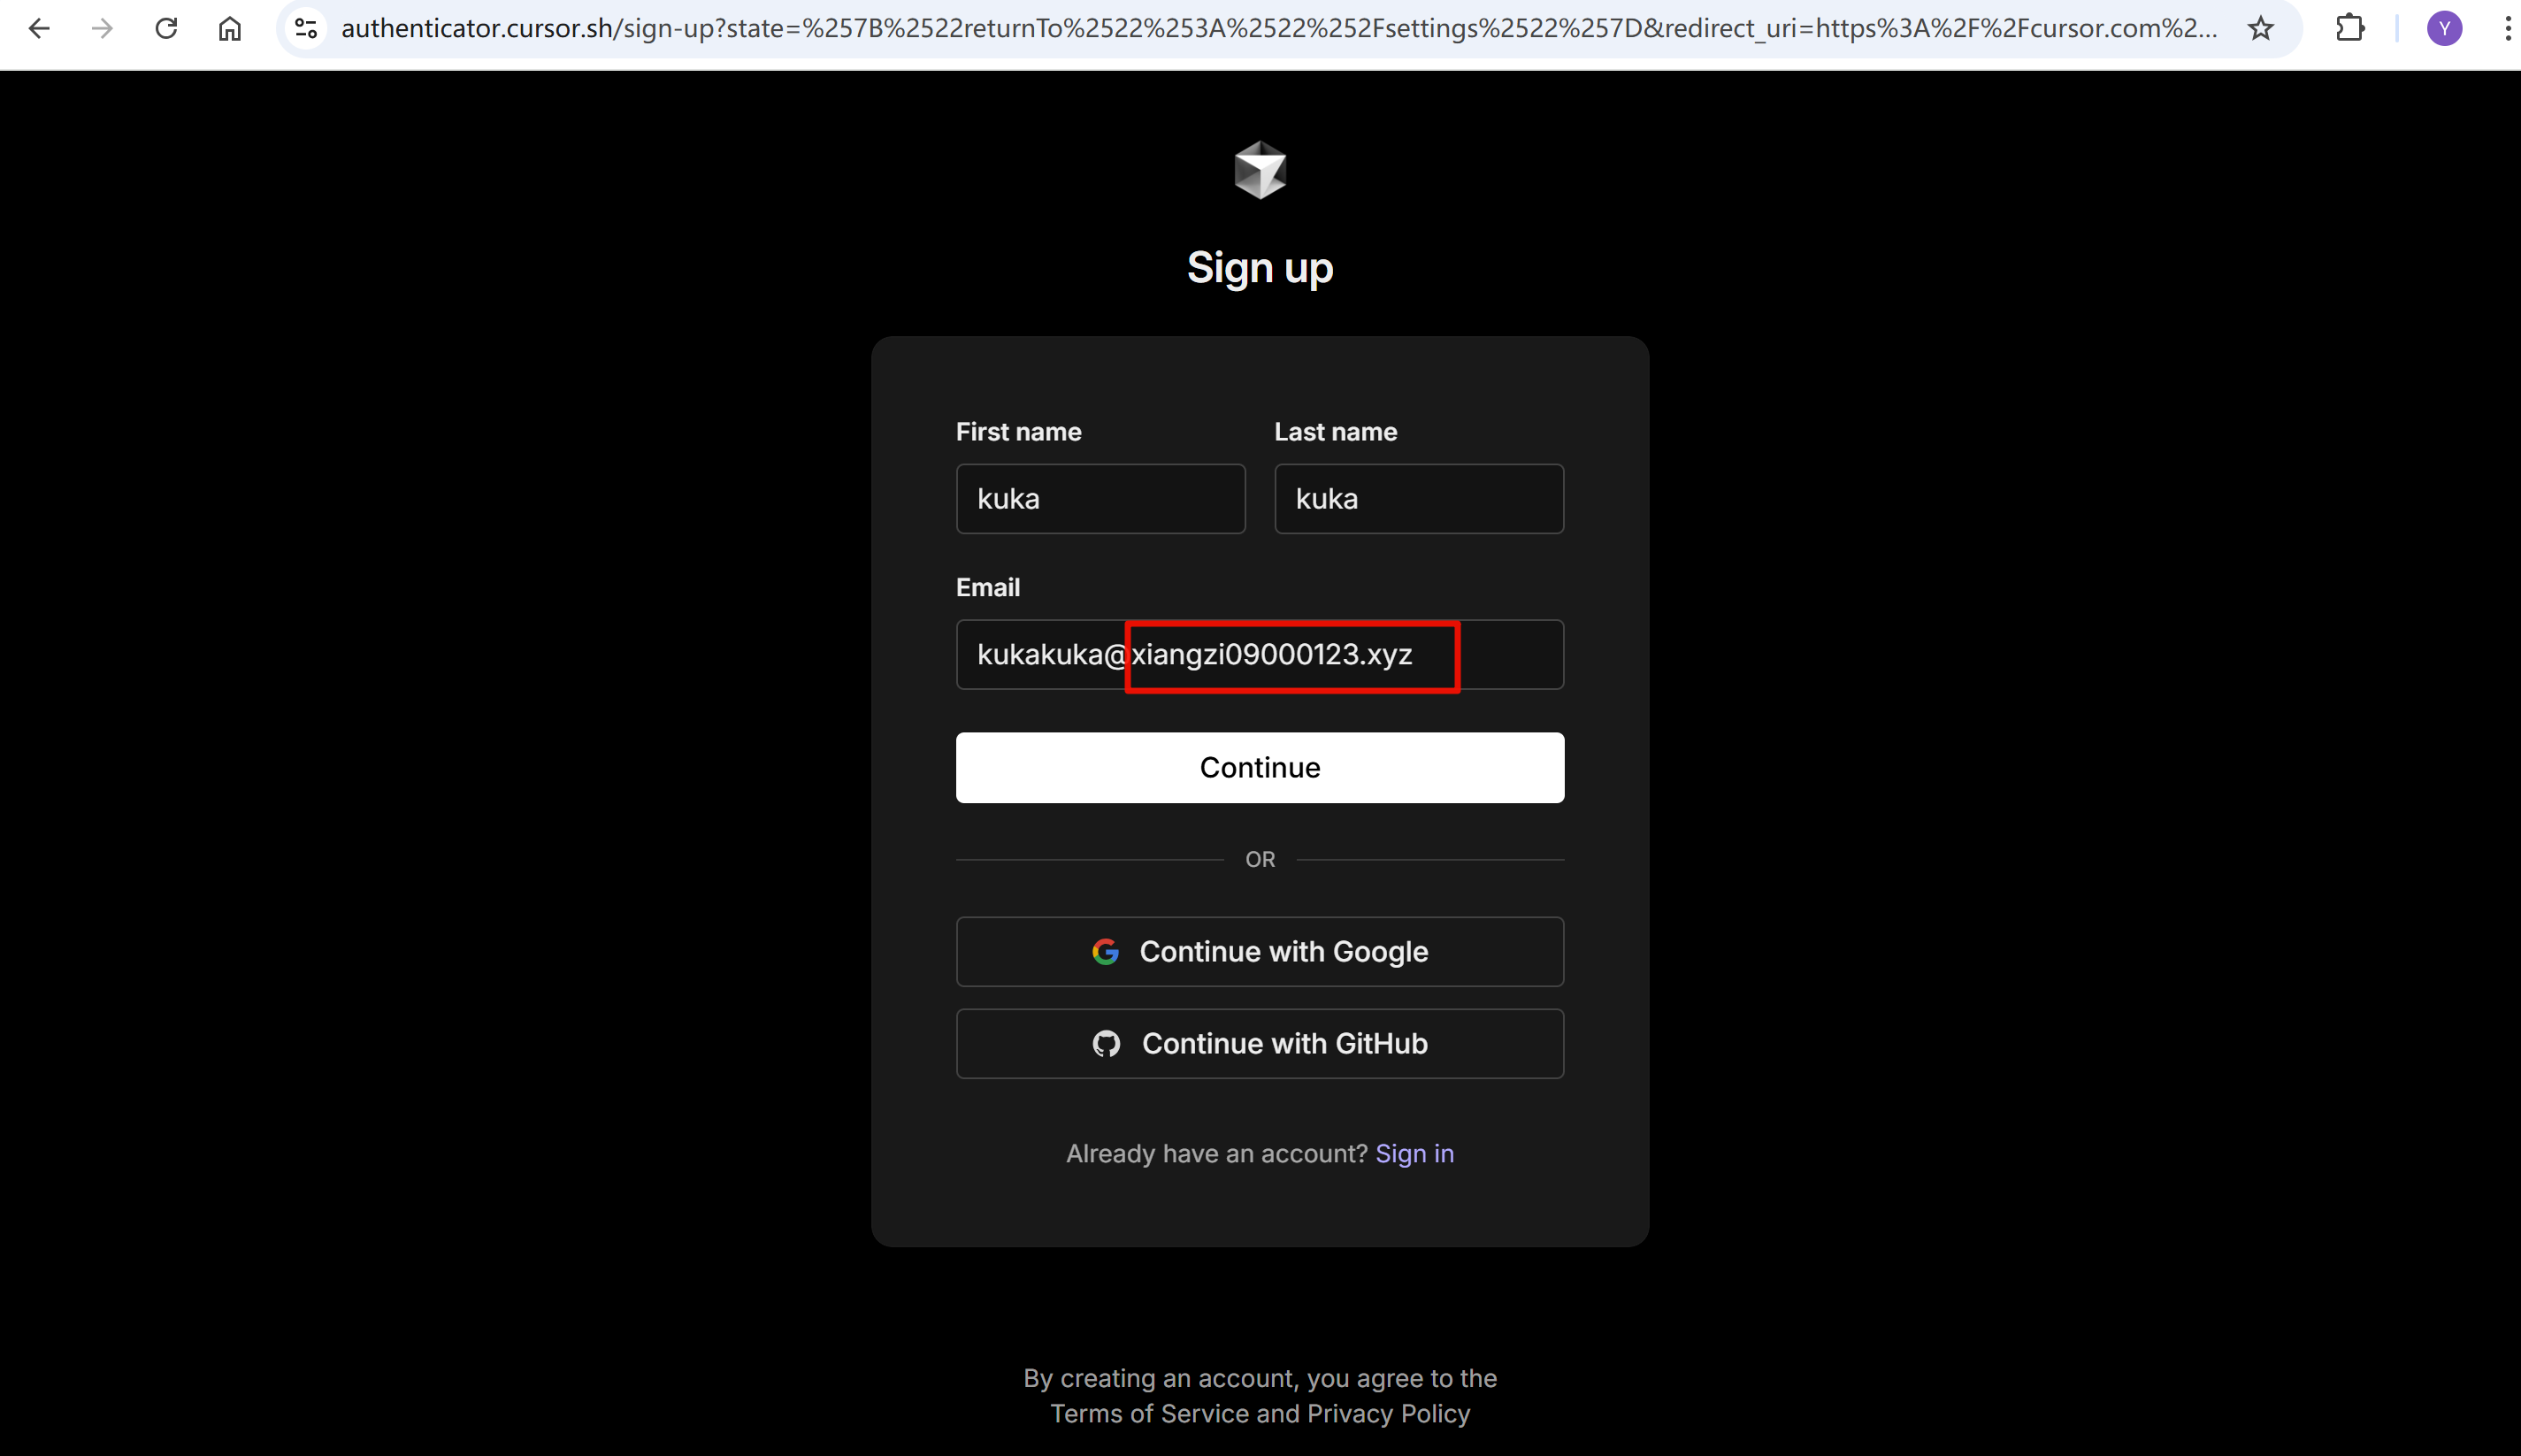 authenticator.cursor.sh/sign-up?state=%257B%2522returnTo%2522%253A%2522%252Fsettings%2522%257D&redirect_uri=https%3A%2F%2Fcursor.com%2...
Y
Sign up
First name Last name
kuka kuka
Email
kukakuka@xiangzi09000123.xyz
Continue
OR
Continue with Google
Continue with GitHub
Already have an account? Sign in
By creating an account, you agree to the
Terms of Service and Privacy Policy